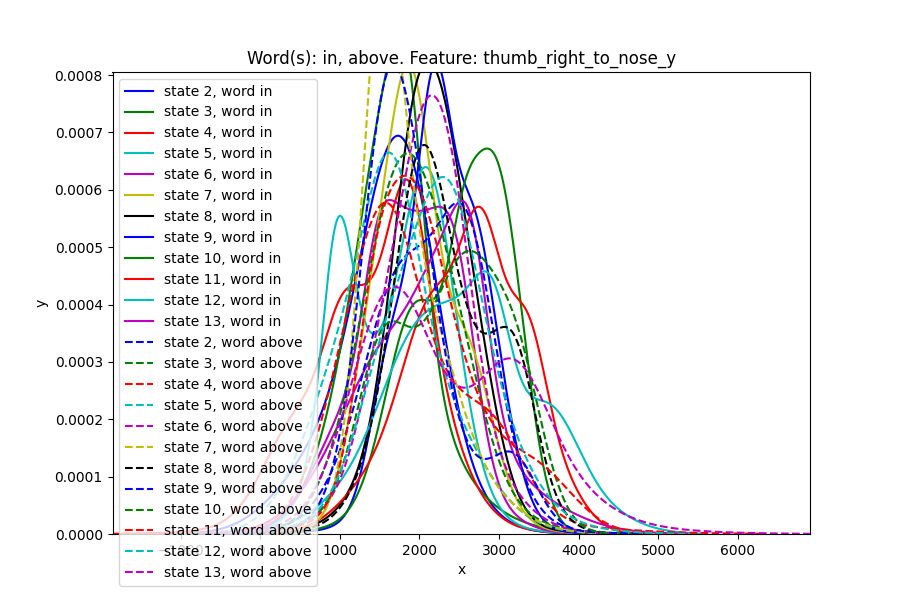 Word(s): in, above. Feature: thumb_right_to_nose_y
y
0.0008
0.0007
0.0006
0.0005
0.0004
0.0003
0.0002
0.0001
0.0000
state 2, word in
state 3, word in
state 4, word in
state 5, word in
state 6, word in
state 7, word in
state 8, word in
state 9, word in
state 10, word in
state 11, word in
state 12, word in
state 13, word in
state 2, word above
state 3, word above
state 4, word above
state 5, word above
state 6, word above
state 7, word above
state 8, word above
state 9, word above
state 10, word above
state 11, word above
state 12, word above
state 13, word above
1000 2000 3000 4000 5000 6000
x